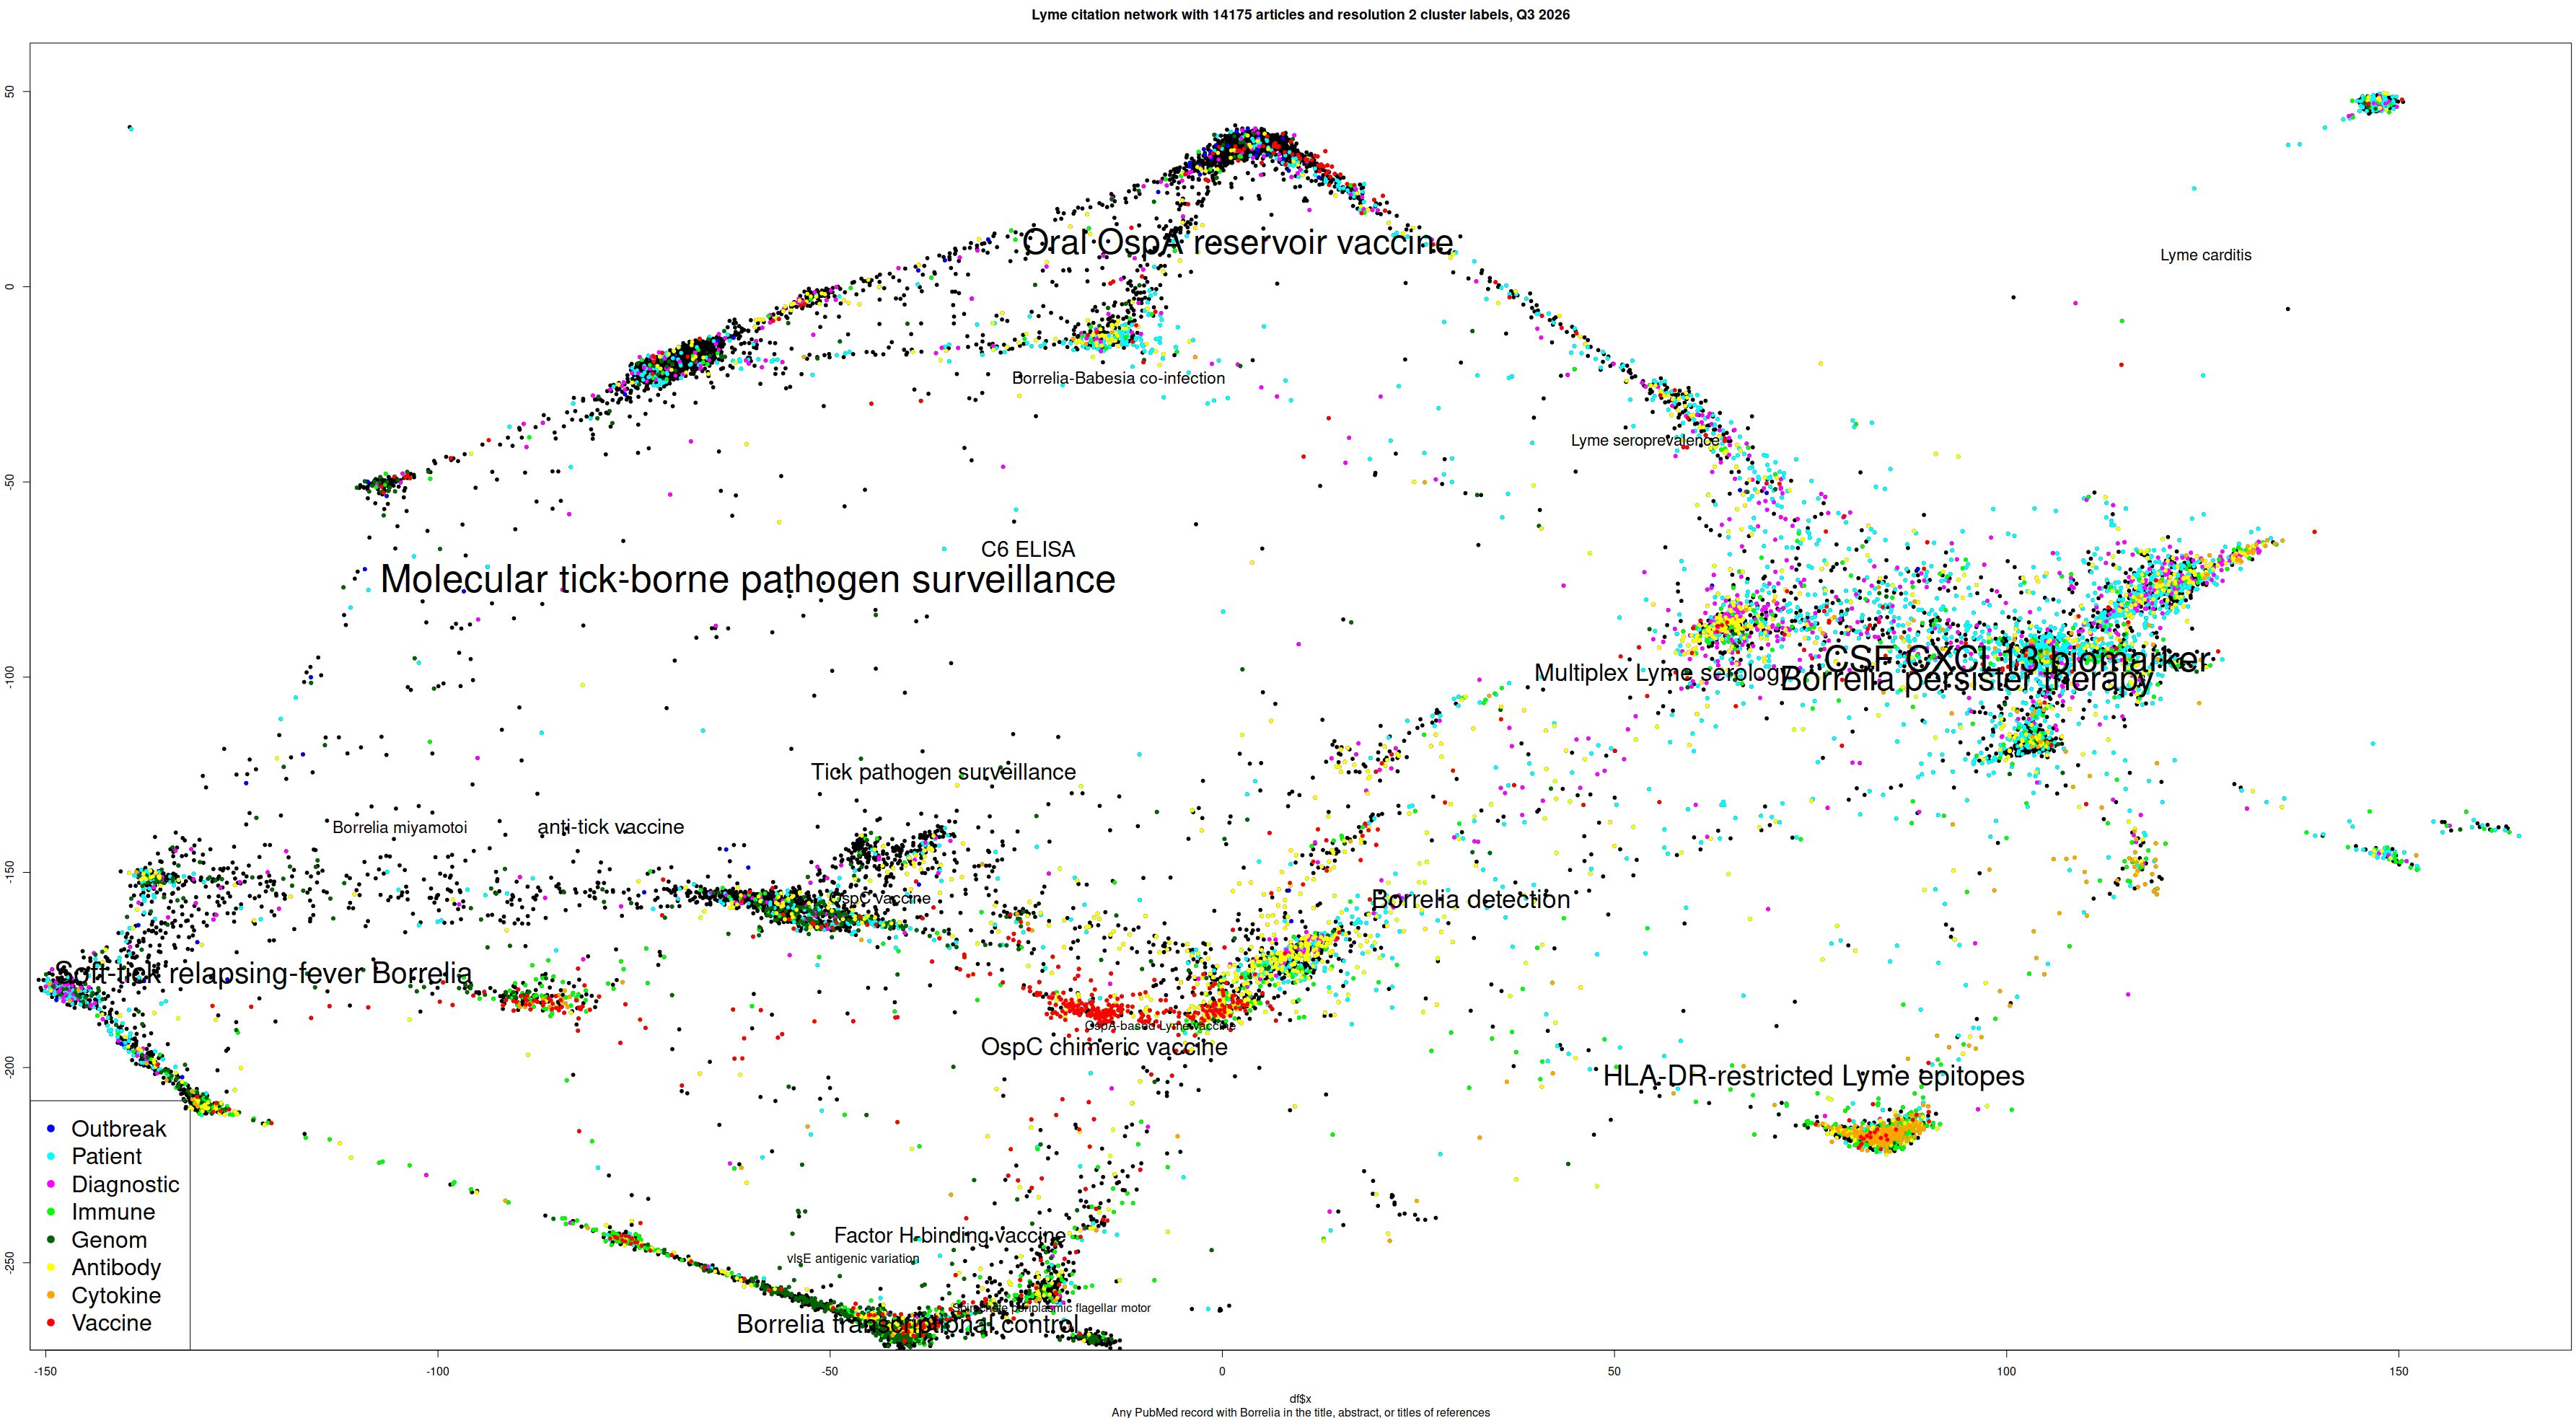 Lyme citation network with 14175 articles and resolution 2 cluster labels, Q3 2026
50
0
-50
-100
-150
-200
-250
Oral OspA reservoir vaccine
Lyme carditis
Borrelia-Babesia co-infection
Lyme seroprevalence
C6 ELISA
Molecular tick-borne pathogen surveillance
CSF CXCL13 biomarker
Multiplex Lyme serology
Borrelia persister therapy
Tick pathogen surveillance
Borrelia miyamotoi
anti-tick vaccine
OspC vaccine
Borrelia detection
Soft-tick relapsing-fever Borrelia
OspA-based Lyme vaccine
OspC chimeric vaccine
HLA-DR-restricted Lyme epitopes
Factor H-binding vaccine
vlsE antigenic variation
Spirochete periplasmic flagellar motor
Borrelia transcriptional control
Outbreak
Patient
Diagnostic
Immune
Genom
Antibody
Cytokine
Vaccine
-150
-100
-50
0
50
100
150
df$x
Any PubMed record with Borrelia in the title, abstract, or titles of references